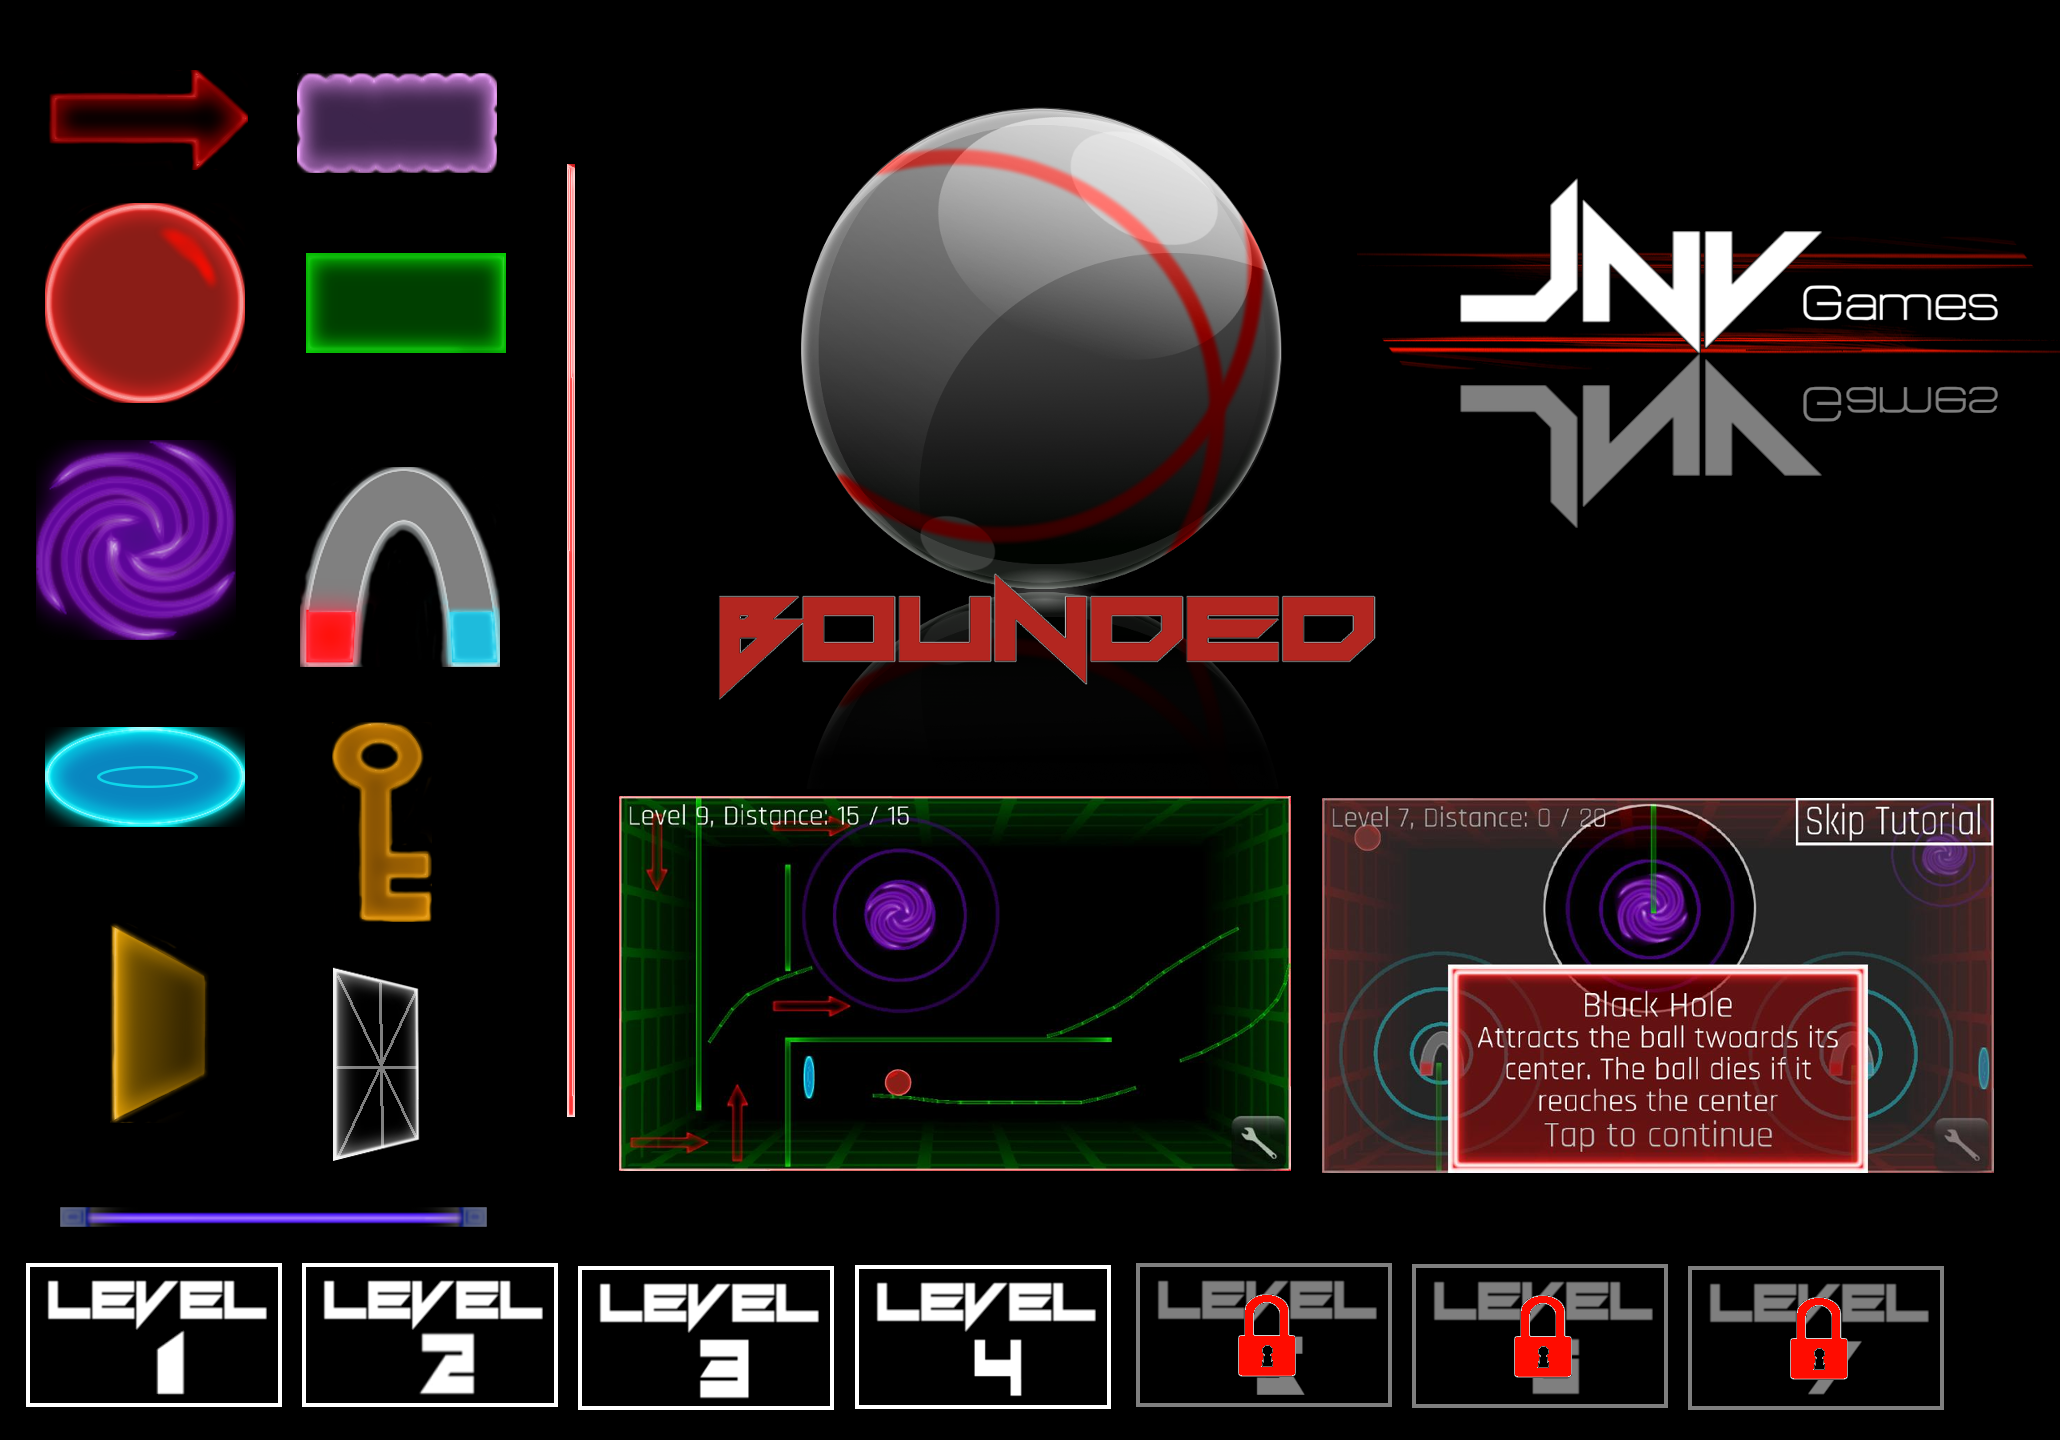 JNV
Games
BOUNDED
Level 9, Distance: 15 / 15
Level 7, Distance: 0 / 20
Skip Tutorial
Black Hole
Attracts the ball twoards its
center. The ball dies if it
reaches the center
Tap to continue
LEVEL
1
LEVEL
2
LEVEL
3
LEVEL
4
LEVEL
LEVEL
LEVEL
7